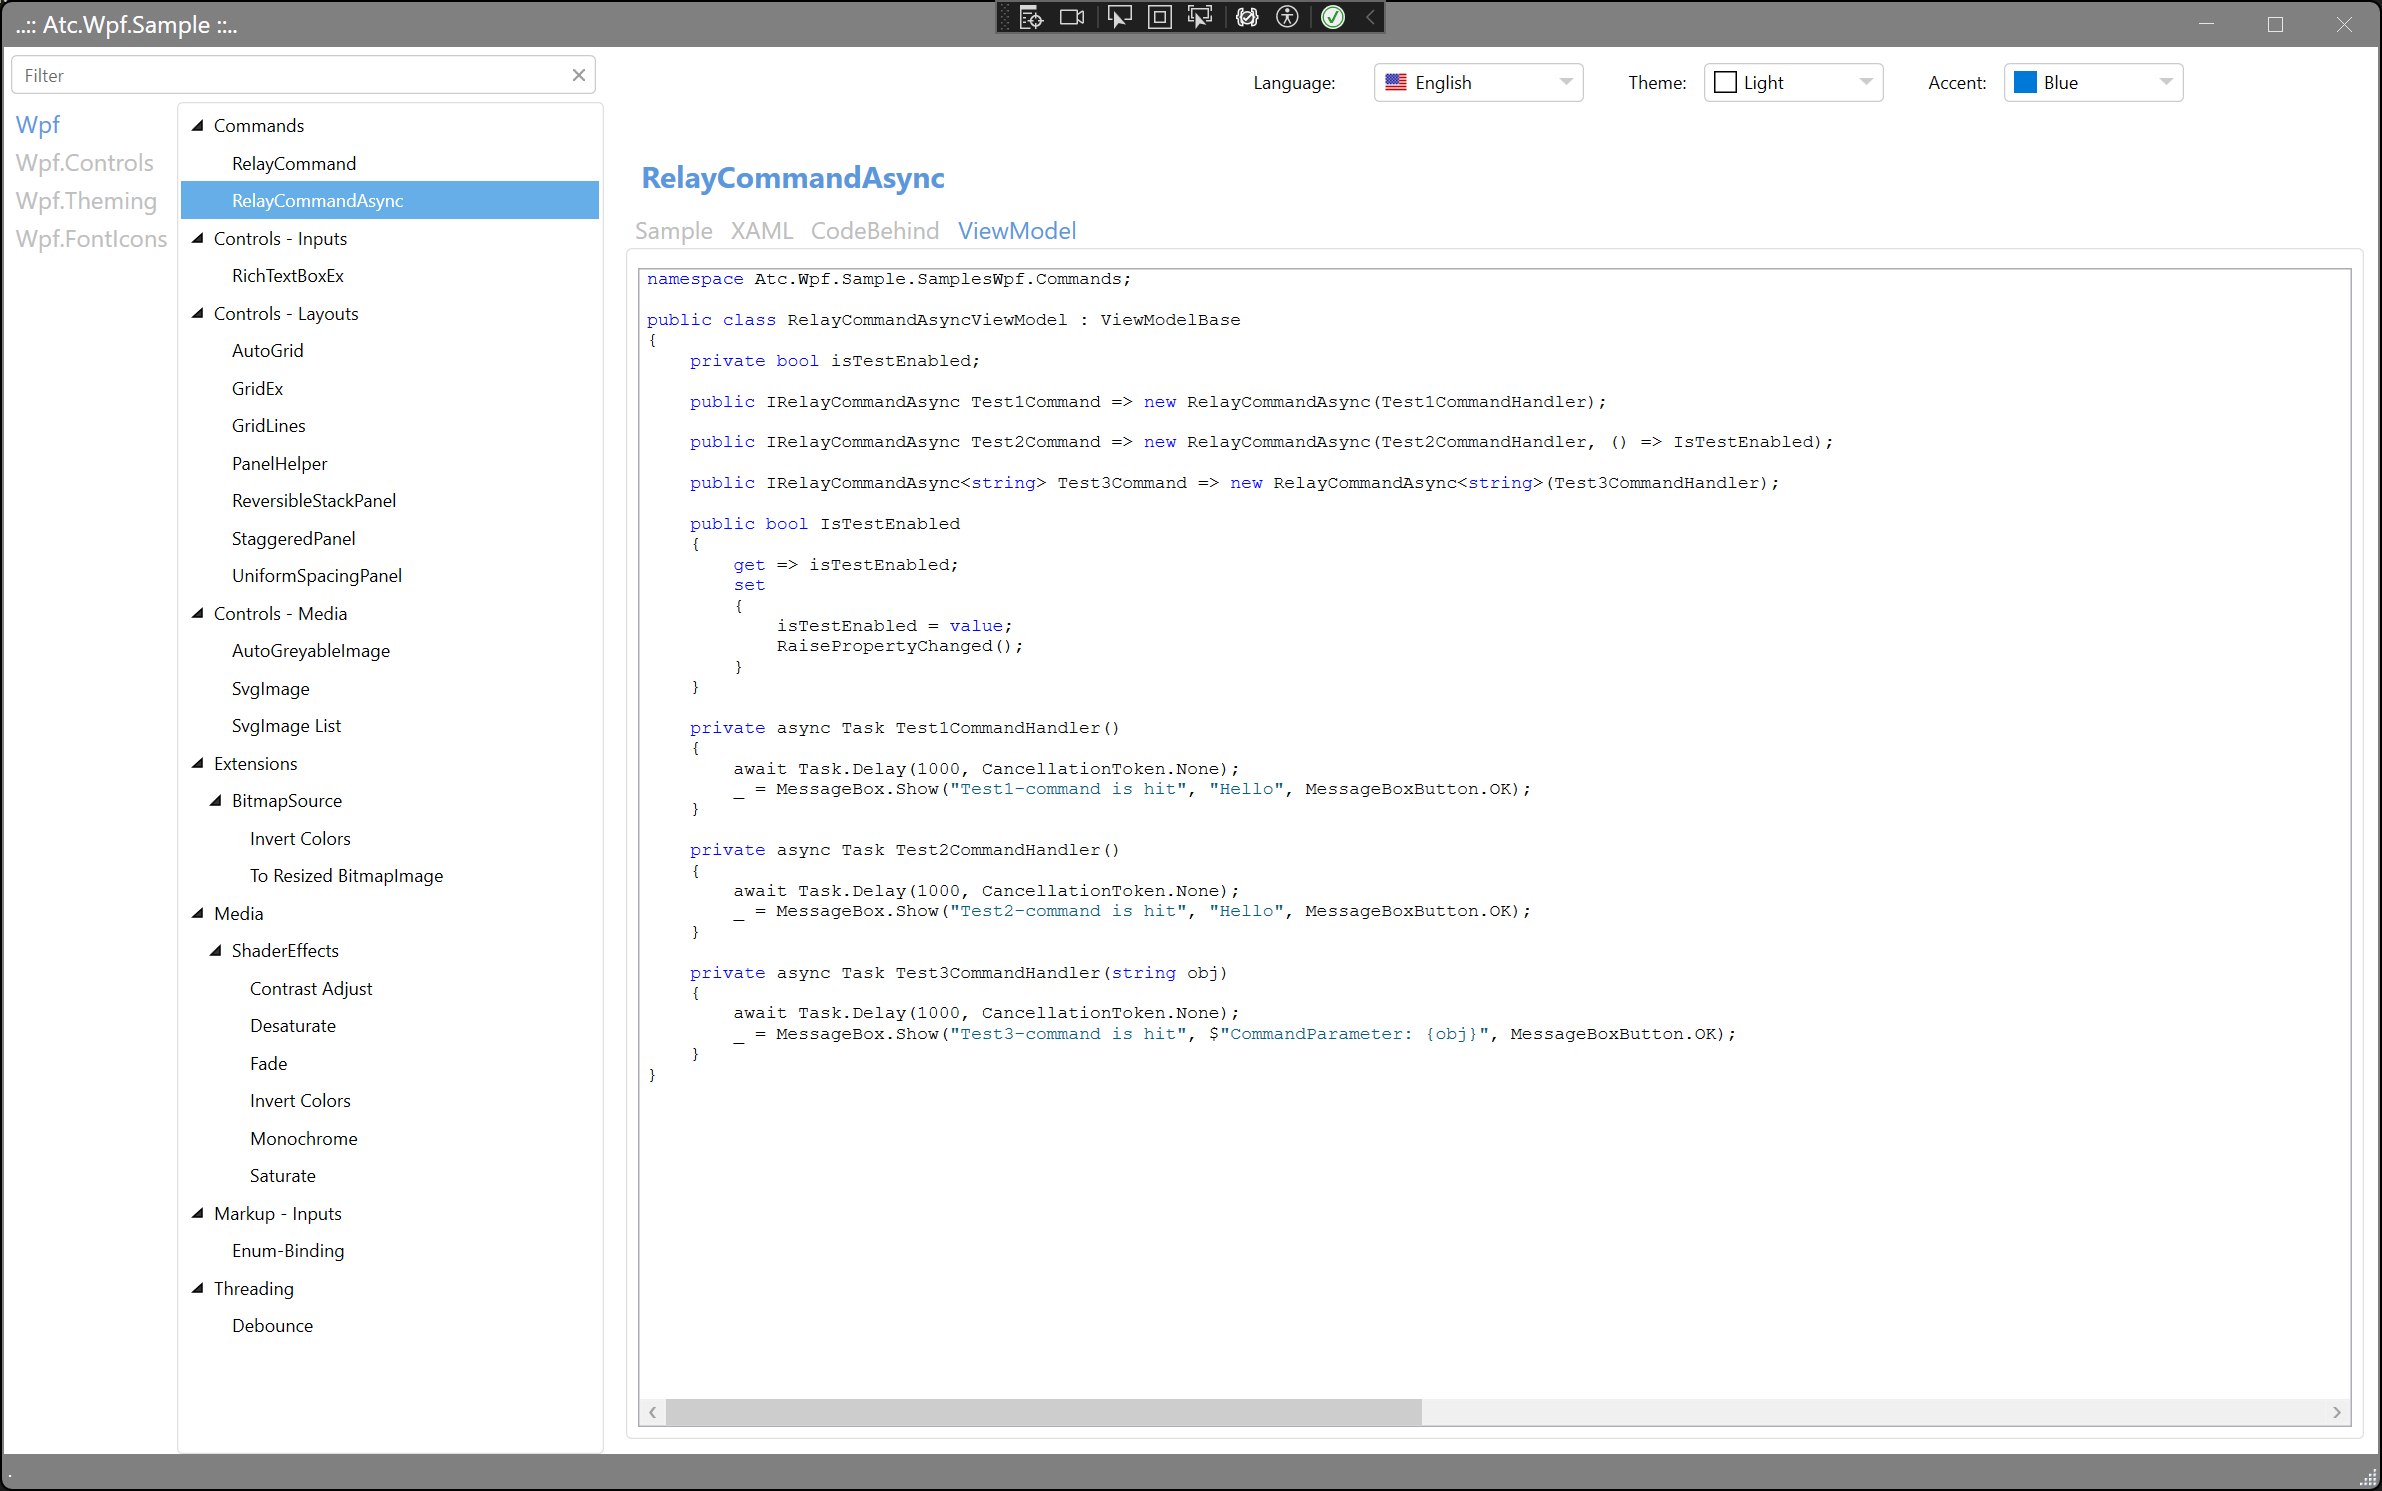 ..:: Atc.Wpf.Sample ::..
Filter
Language:
English
Theme:
Light
Accent:
Blue
Wpf
Wpf.Controls
Wpf.Theming
Wpf.FontIcons
Commands
RelayCommand
RelayCommandAsync
Controls - Inputs
RichTextBoxEx
Controls - Layouts
AutoGrid
GridEx
GridLines
PanelHelper
ReversibleStackPanel
StaggeredPanel
UniformSpacingPanel
Controls - Media
AutoGreyableImage
SvgImage
SvgImage List
Extensions
BitmapSource
Invert Colors
To Resized BitmapImage
Media
ShaderEffects
Contrast Adjust
Desaturate
Fade
Invert Colors
Monochrome
Saturate
Markup - Inputs
Enum-Binding
Threading
Debounce
RelayCommandAsync
Sample XAML CodeBehind ViewModel
namespace Atc.Wpf.Sample.SamplesWpf.Commands;
public class RelayCommandAsyncViewModel : ViewModelBase
{
    private bool isTestEnabled;
    public IRelayCommandAsync Test1Command => new RelayCommandAsync(Test1CommandHandler);
    public IRelayCommandAsync Test2Command => new RelayCommandAsync(Test2CommandHandler, () => IsTestEnabled);
    public IRelayCommandAsync<string> Test3Command => new RelayCommandAsync<string>(Test3CommandHandler);
    public bool IsTestEnabled
    {
        get => isTestEnabled;
        set
        {
            isTestEnabled = value;
            RaisePropertyChanged();
        }
    }
    private async Task Test1CommandHandler()
    {
        await Task.Delay(1000, CancellationToken.None);
        _ = MessageBox.Show("Test1-command is hit", "Hello", MessageBoxButton.OK);
    }
    private async Task Test2CommandHandler()
    {
        await Task.Delay(1000, CancellationToken.None);
        _ = MessageBox.Show("Test2-command is hit", "Hello", MessageBoxButton.OK);
    }
    private async Task Test3CommandHandler(string obj)
    {
        await Task.Delay(1000, CancellationToken.None);
        _ = MessageBox.Show("Test3-command is hit", $"CommandParameter: {obj}", MessageBoxButton.OK);
    }
}